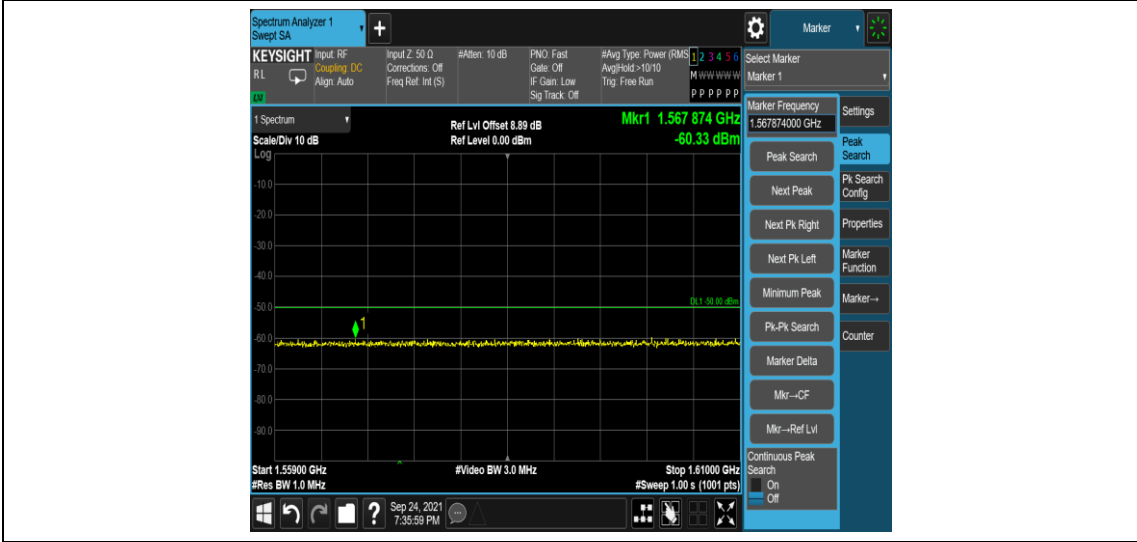 Spectrum Analyzer 1
Swept SA
+
Marker
KEYSIGHT
RL
LXI
Input: RF
Coupling: DC
Align: Auto
Input Z: 50 Ω
Corrections: Off
Freq Ref: Int (S)
#Atten: 10 dB
PNO: Fast
Gate: Off
IF Gain: Low
Sig Track: Off
#Avg Type: Power (RMS
Avg|Hold:>10/10
Trig: Free Run
1 2 3 4 5 6
M W W W W W
P P P P P P
Select Marker
Marker 1
1 Spectrum
Scale/Div 10 dB
Log
Ref Lvl Offset 8.89 dB
Ref Level 0.00 dBm
Mkr1 1.567 874 GHz
-60.33 dBm
-10.0
-20.0
-30.0
-40.0
-50.0
-60.0
-70.0
-80.0
-90.0
DL1 -50.00 dBm
1
Start 1.55900 GHz
#Res BW 1.0 MHz
#Video BW 3.0 MHz
Stop 1.61000 GHz
#Sweep 1.00 s (1001 pts)
Marker Frequency
1.567874000 GHz
Peak Search
Next Peak
Next Pk Right
Next Pk Left
Minimum Peak
Pk-Pk Search
Marker Delta
Mkr→CF
Mkr→Ref Lvl
Continuous Peak
Search
On
Off
Settings
Peak
Search
Pk Search
Config
Properties
Marker
Function
Marker→
Counter
?
Sep 24, 2021
7:35:59 PM